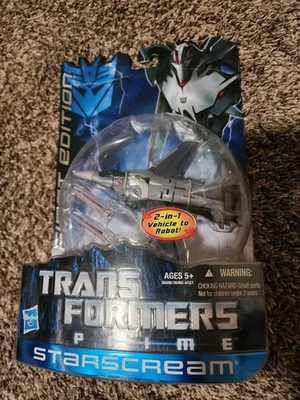 EDITION
2-in-1
Vehicle to
Robot!
TRANS
FORMERS
PRIME
STARSCREAM
AGES 5+
WARNING:
CHOKING HAZARD-Small parts.
Not for children under 3 years.
Hasbro